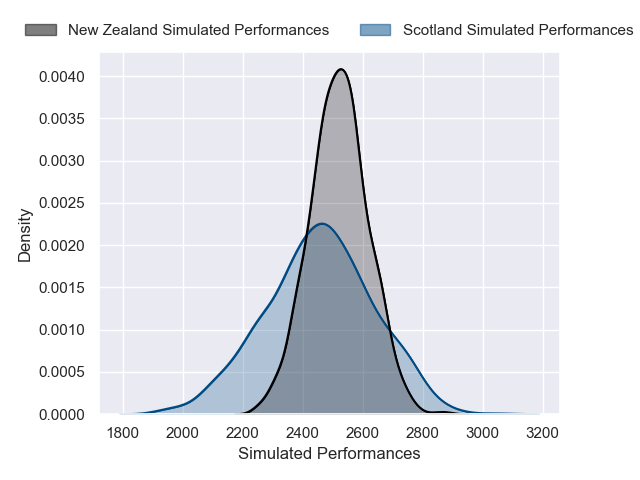 New Zealand Simulated Performances
Scotland Simulated Performances
0.0040
0.0035
0.0030
0.0025
0.0020
0.0015
0.0010
0.0005
0.0000
Density
1800 2000 2200 2400 2600 2800 3000 3200
Simulated Performances